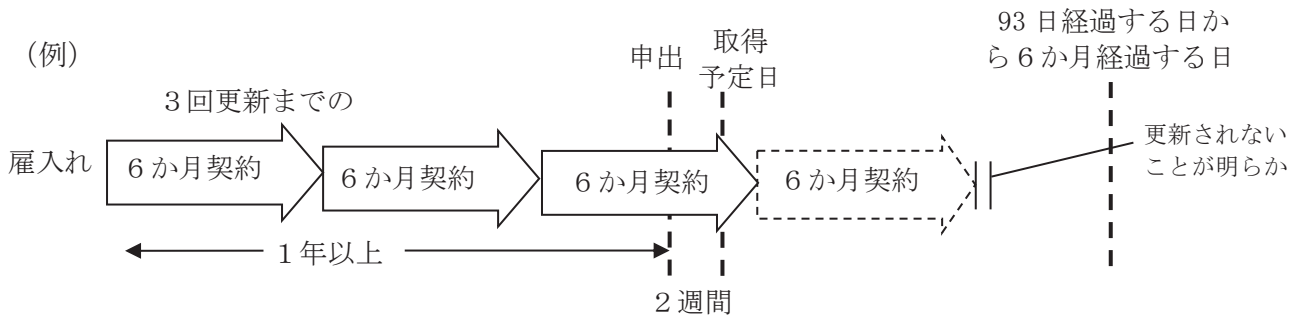 （例）
93日経過する日か
ら６か月経過する日
申出
取得
予定日
３回更新までの
雇入れ
６か月契約
６か月契約
６か月契約
６か月契約
更新されない
ことが明らか
１年以上
２週間